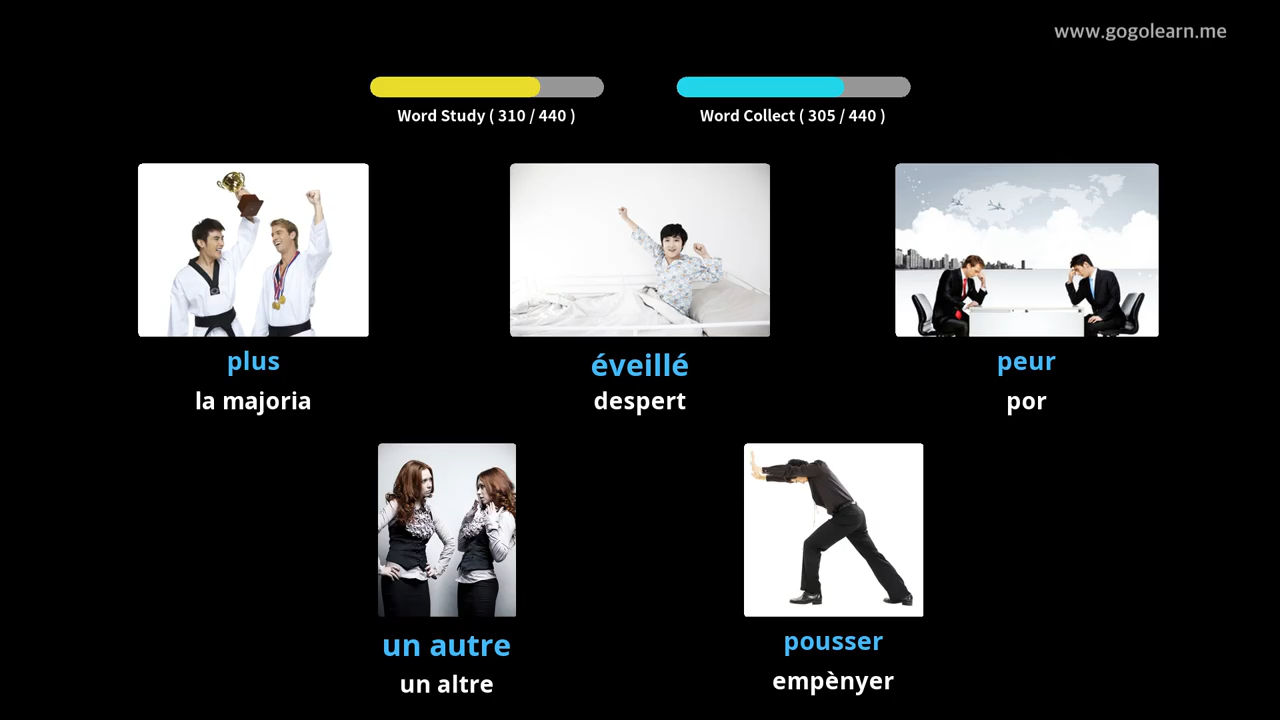 www.gogolearn.me
Word Study ( 310 / 440 )
Word Collect ( 305 / 440 )
plus
la majoria
éveillé
despert
peur
por
un autre
un altre
pousser
empènyer